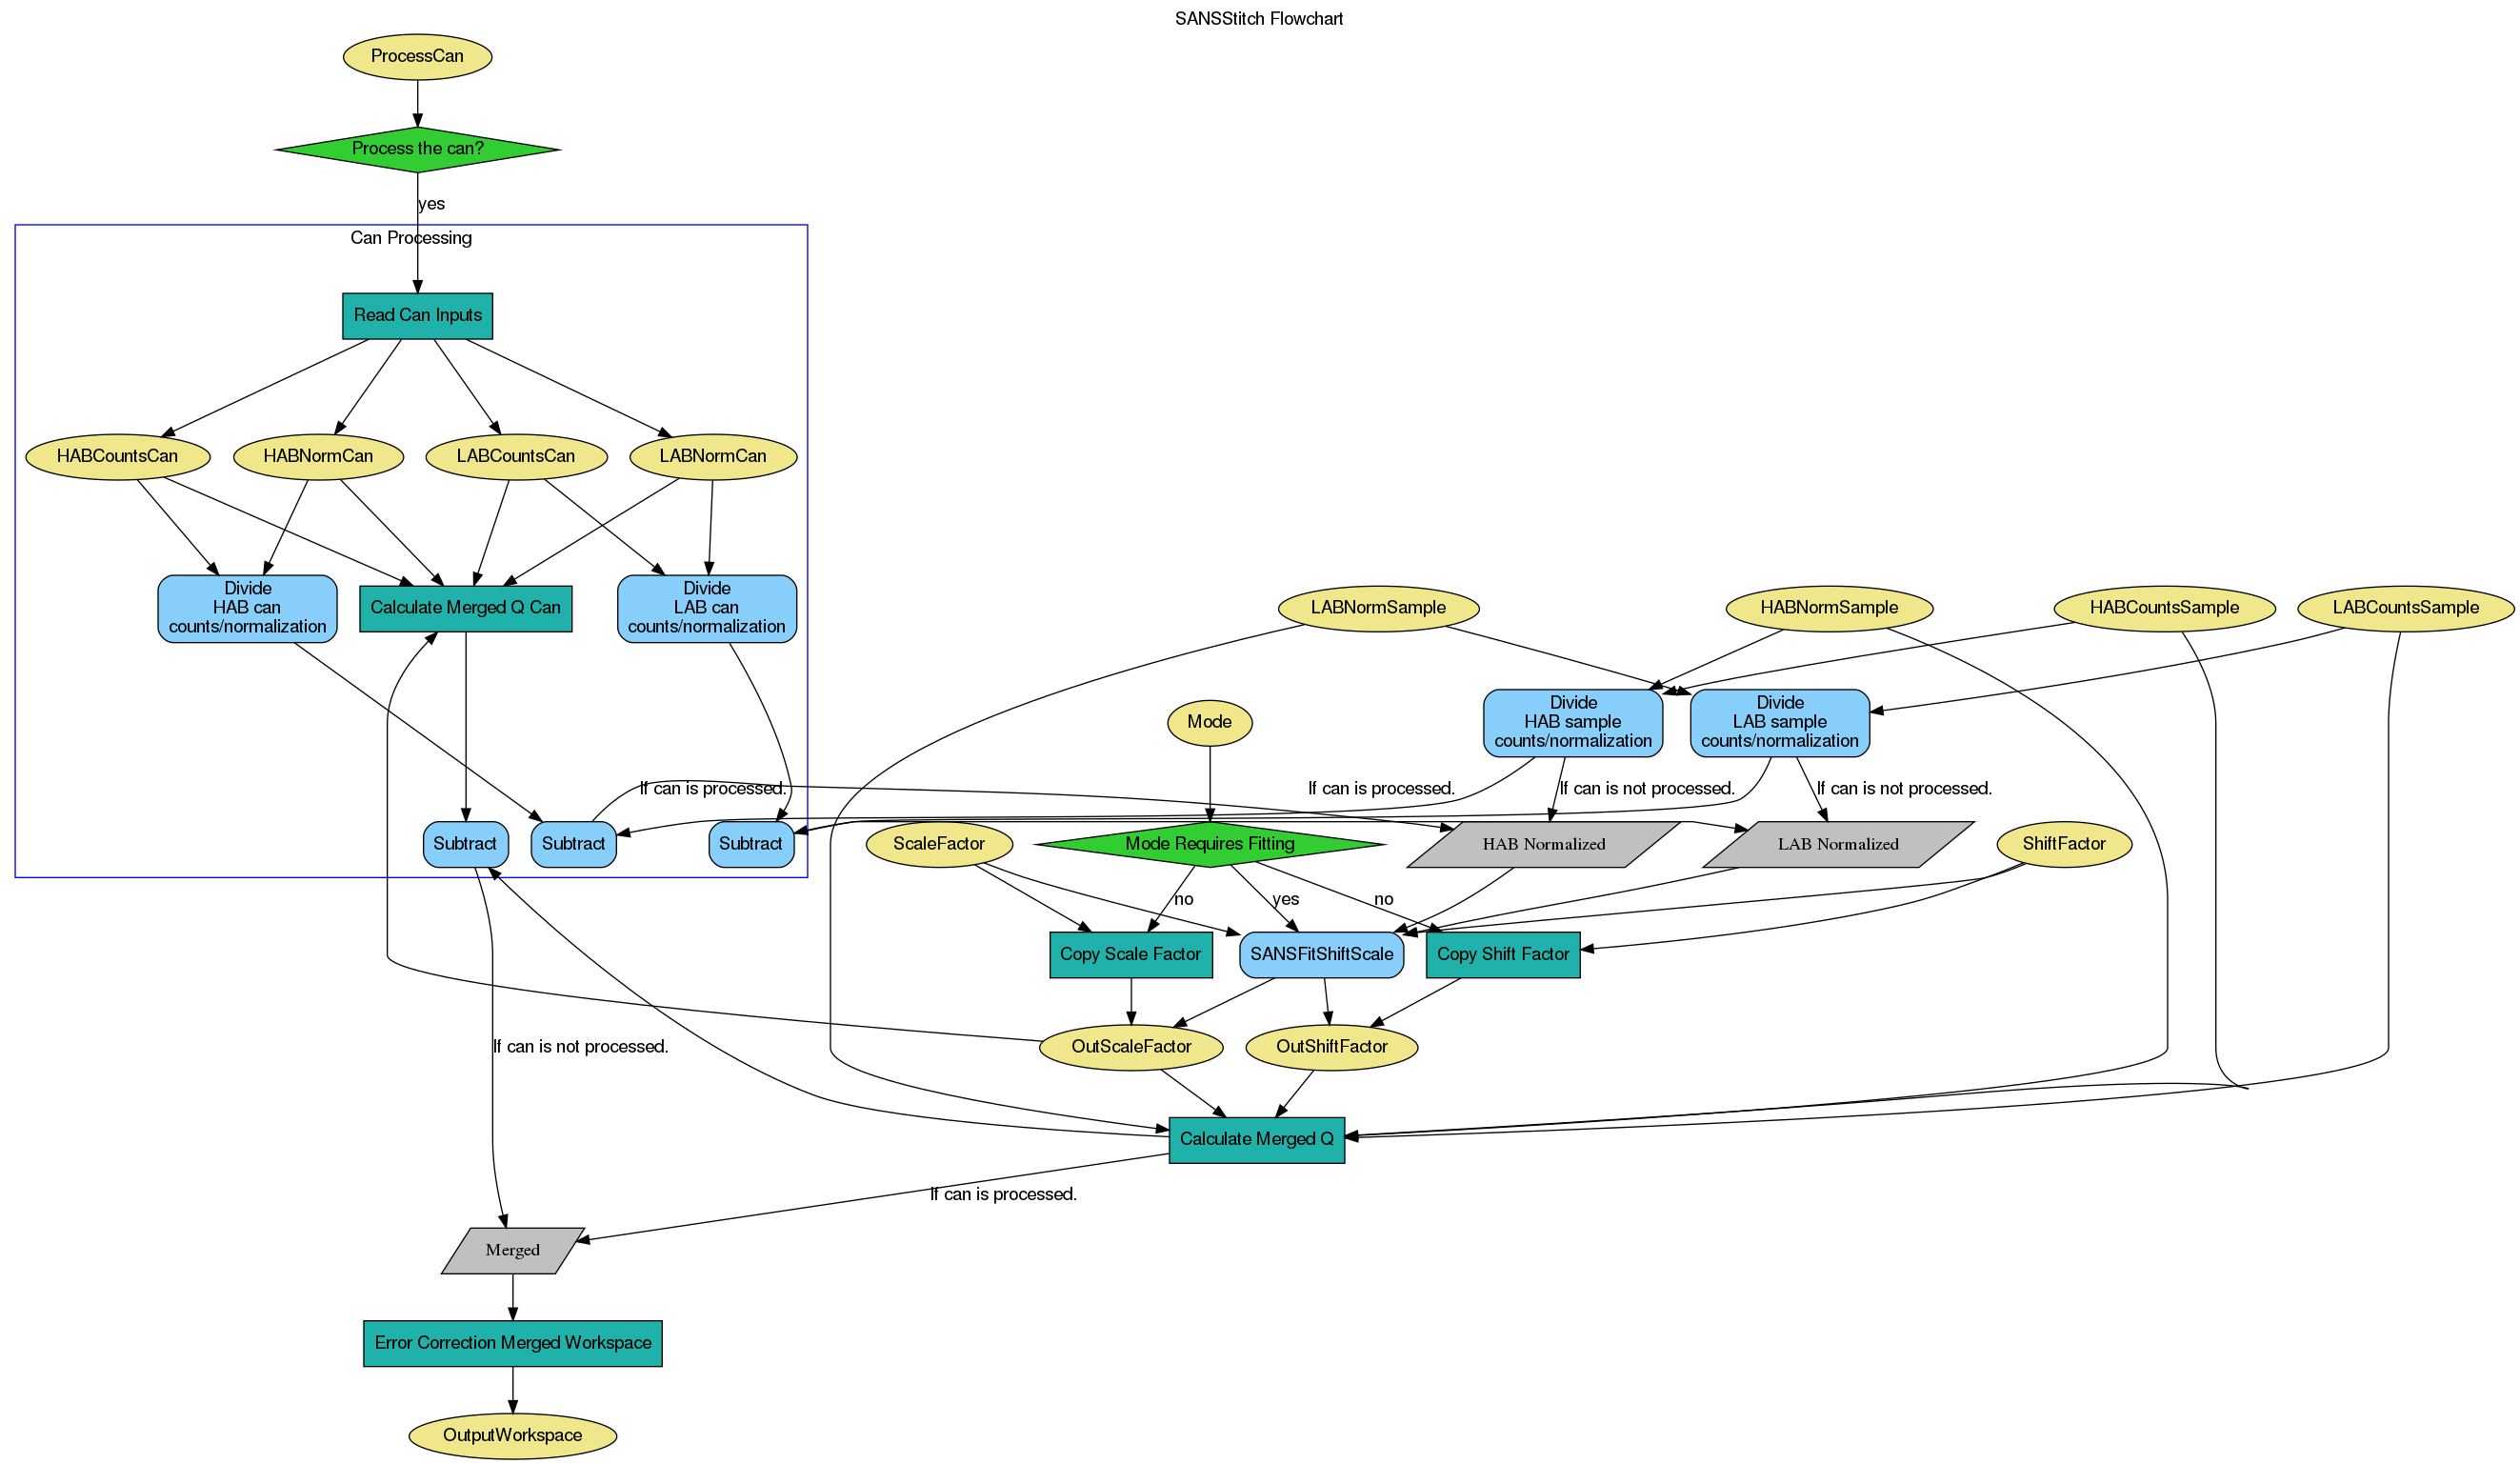 SANSStitch Flowchart
ProcessCan
Process the can?
yes
Can Processing
Read Can Inputs
HABCountsCan
HABNormCan
LABCountsCan
LABNormCan
Divide
HAB can
counts/normalization
Calculate Merged Q Can
Divide
LAB can
counts/normalization
LABNormSample
HABNormSample
HABCountsSample
LABCountsSample
Mode
Divide
HAB sample
counts/normalization
Divide
LAB sample
counts/normalization
If can is processed.
If can is processed.
If can is not processed.
If can is not processed.
Subtract
Subtract
Subtract
ScaleFactor
Mode Requires Fitting
HAB Normalized
LAB Normalized
ShiftFactor
no
yes
no
Copy Scale Factor
SANSFitShiftScale
Copy Shift Factor
If can is not processed.
OutScaleFactor
OutShiftFactor
Calculate Merged Q
If can is processed.
Merged
Error Correction Merged Workspace
OutputWorkspace